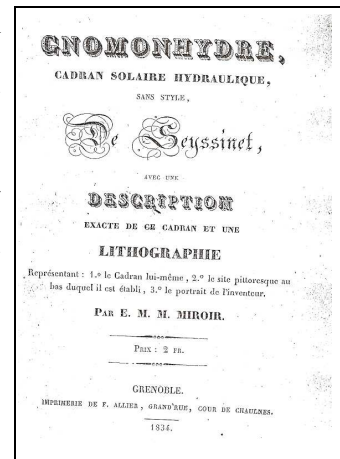 GNOMONHYDRE,
CADRAN SOLAIRE HYDRAULIQUE,
SANS STYLE,
De Seyssinet,
AVEC UNE
DESCRIPTION
EXACTE DE CE CADRAN ET UNE
LITHOGRAPHIE
Représentant : 1.º le Cadran lui-même, 2.º le site pittoresque au
bas duquel il est établi, 3.º le portrait de l'inventeur.
PAR E. M. M. MIROIR.
PRIX : 2 FR.
GRENOBLE.
IMPRIMERIE DE F. ALLIER, GRAND'RUE, COUR DE CHAULNES.
1834.